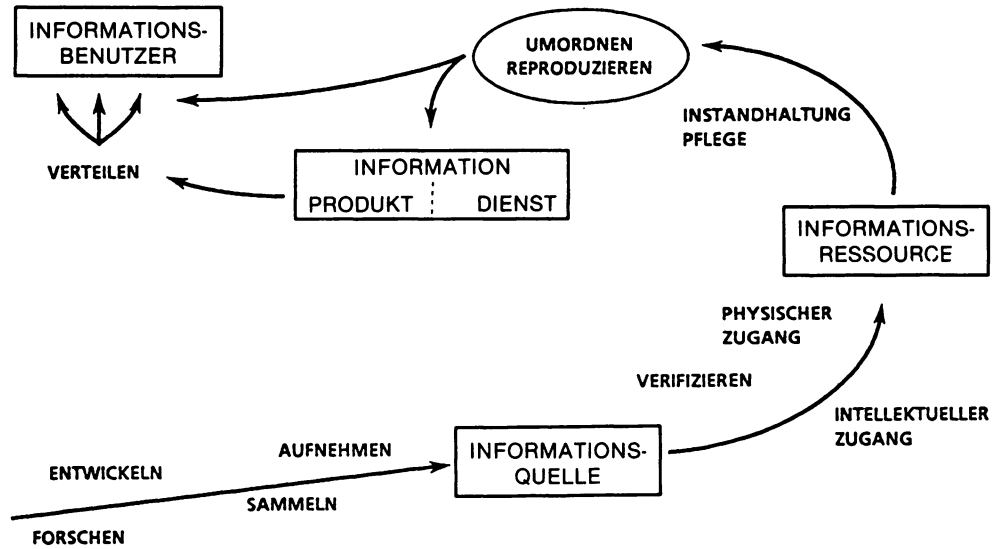 INFORMATIONS-
BENUTZER
UMORDNEN
REPRODUZIEREN
INSTANDHALTUNG
PFLEGE
VERTEILEN
INFORMATION
PRODUKT DIENST
INFORMATIONS-
RESSOURCE
PHYSISCHER
ZUGANG
VERIFIZIEREN
INTELLEKTUELLER
ZUGANG
AUFNEHMEN
INFORMATIONS-
QUELLE
ENTWICKELN
SAMMELN
FORSCHEN